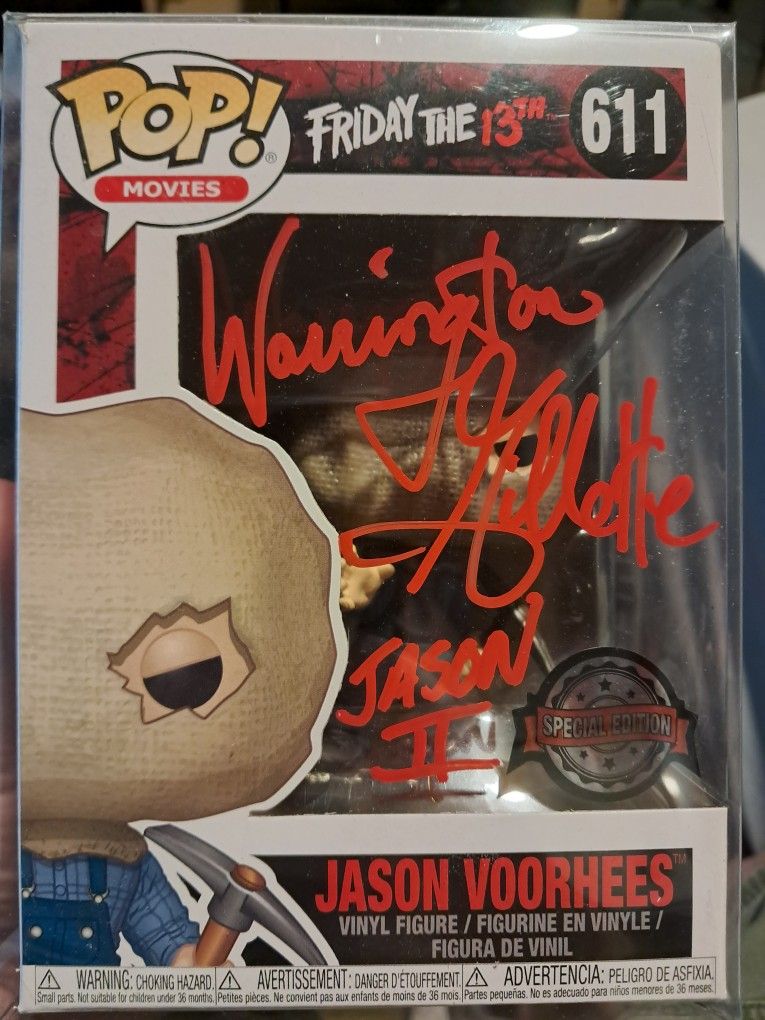 POP!®
MOVIES
FRIDAY THE 13TH™
611
Warrington
Gillette
JASON
II
SPECIAL EDITION
JASON VOORHEES™
VINYL FIGURE / FIGURINE EN VINYLE /
FIGURA DE VINIL
WARNING: CHOKING HAZARD.
Small parts. Not suitable for children under 36 months.
AVERTISSEMENT: DANGER D'ÉTOUFFEMENT.
Petites pièces. Ne convient pas aux enfants de moins de 36 mois.
ADVERTENCIA: PELIGRO DE ASFIXIA.
Partes pequeñas. No es adecuado para niños menores de 36 meses.